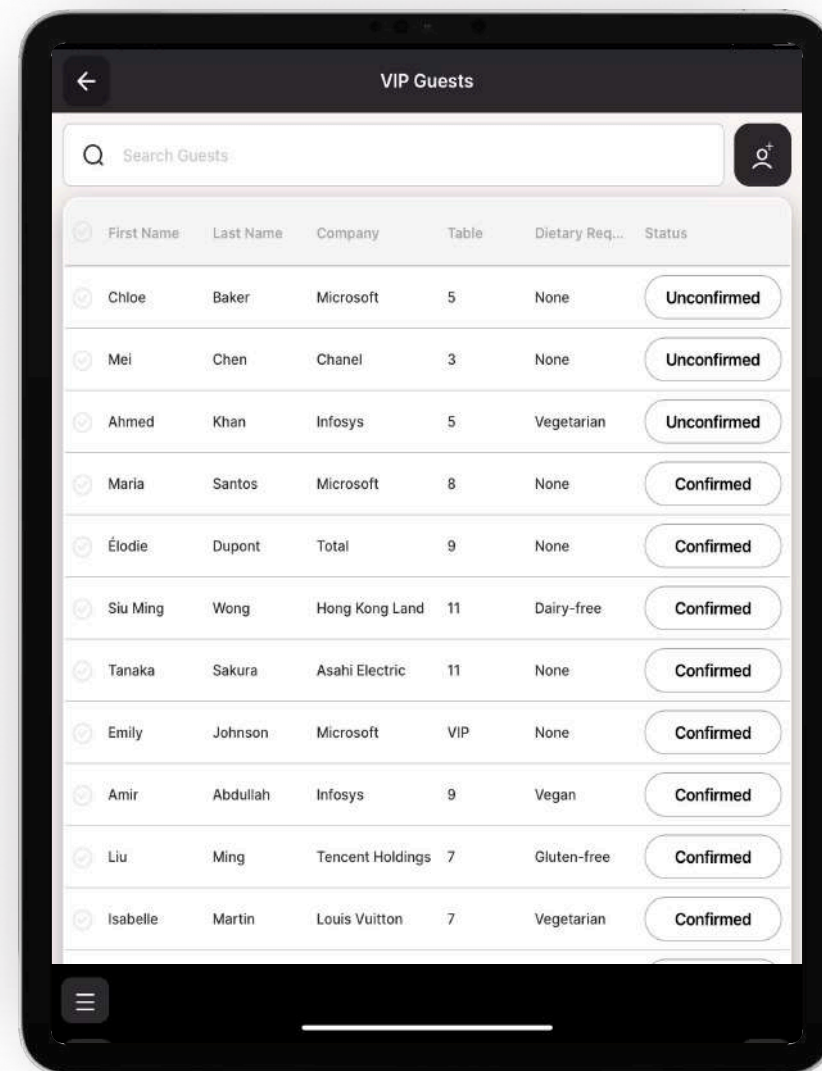 VIP Guests
Search Guests
First Name Last Name Company Table Dietary Req... Status
Chloe Baker Microsoft 5 None Unconfirmed
Mei Chen Chanel 3 None Unconfirmed
Ahmed Khan Infosys 5 Vegetarian Unconfirmed
Maria Santos Microsoft 8 None Confirmed
Élodie Dupont Total 9 None Confirmed
Siu Ming Wong Hong Kong Land 11 Dairy-free Confirmed
Tanaka Sakura Asahi Electric 11 None Confirmed
Emily Johnson Microsoft VIP None Confirmed
Amir Abdullah Infosys 9 Vegan Confirmed
Liu Ming Tencent Holdings 7 Gluten-free Confirmed
Isabelle Martin Louis Vuitton 7 Vegetarian Confirmed